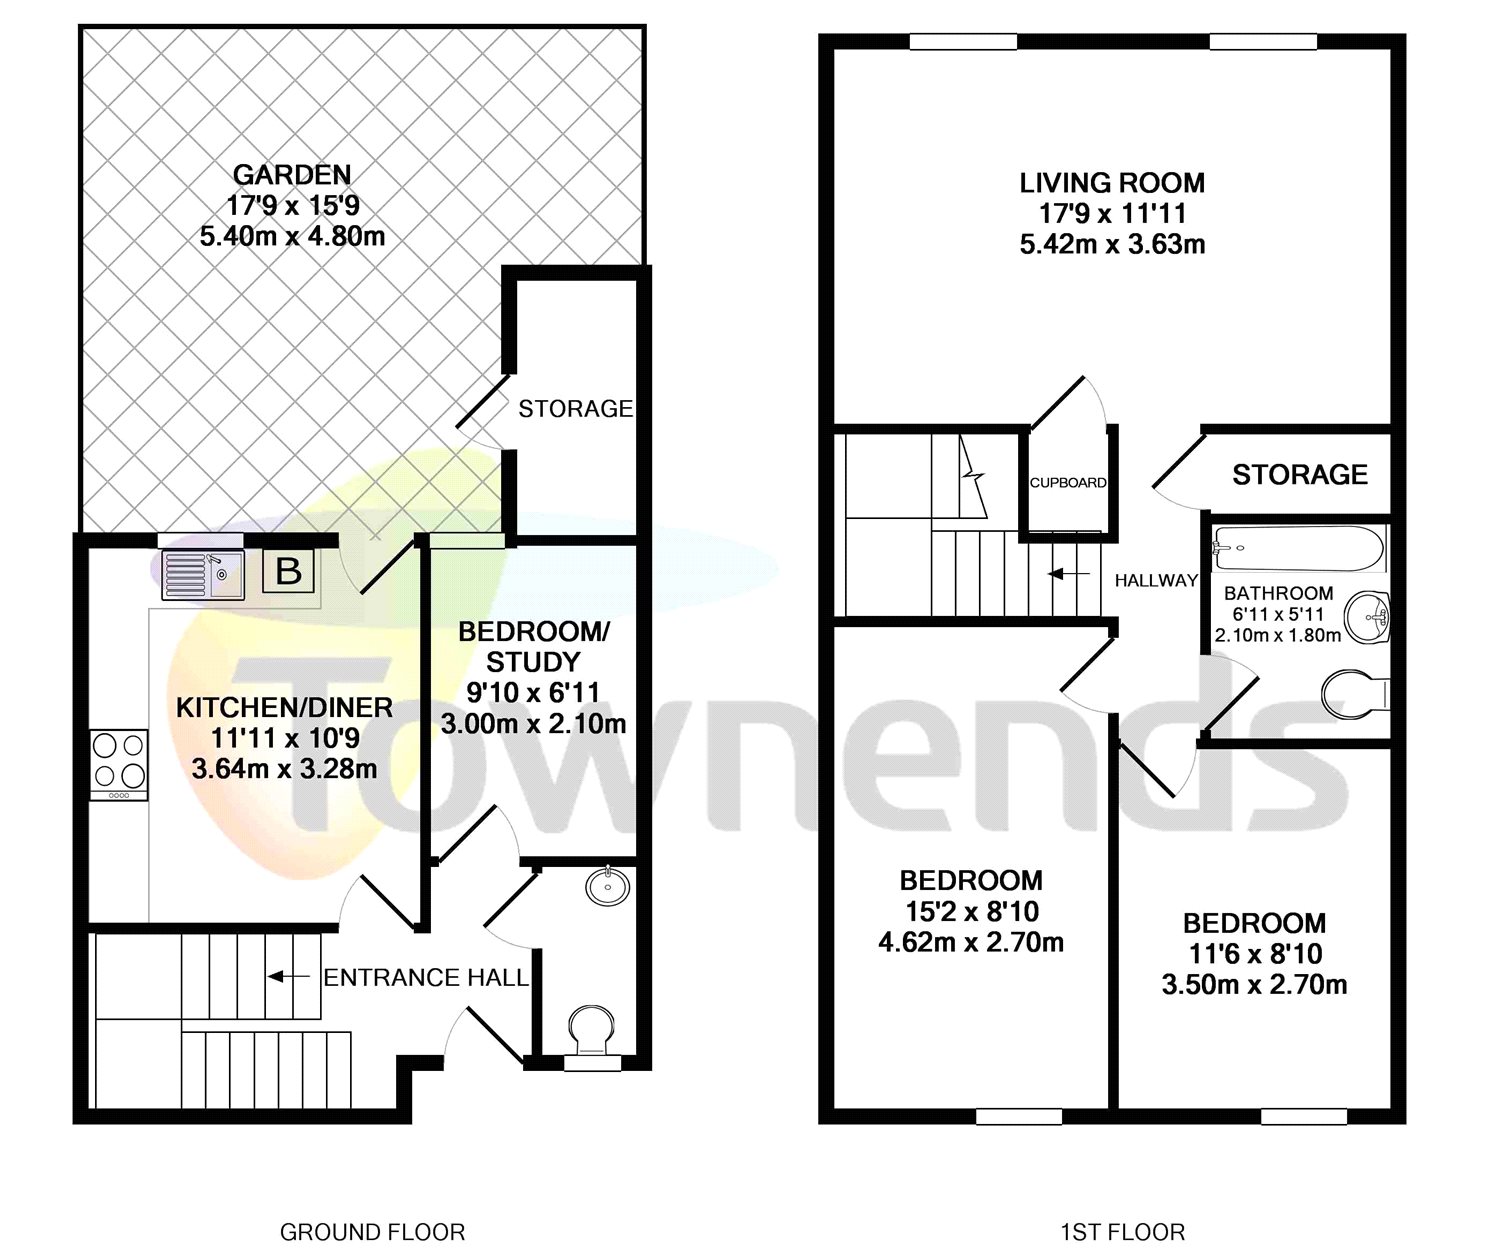 GARDEN
17'9 x 15'9
5.40m x 4.80m
STORAGE
B
BEDROOM/
STUDY
9'10 x 6'11
3.00m x 2.10m
KITCHEN/DINER
11'11 x 10'9
3.64m x 3.28m
ENTRANCE HALL
GROUND FLOOR
LIVING ROOM
17'9 x 11'11
5.42m x 3.63m
CUPBOARD
STORAGE
HALLWAY
BATHROOM
6'11 x 5'11
2.10m x 1.80m
BEDROOM
15'2 x 8'10
4.62m x 2.70m
BEDROOM
11'6 x 8'10
3.50m x 2.70m
1ST FLOOR
Townends